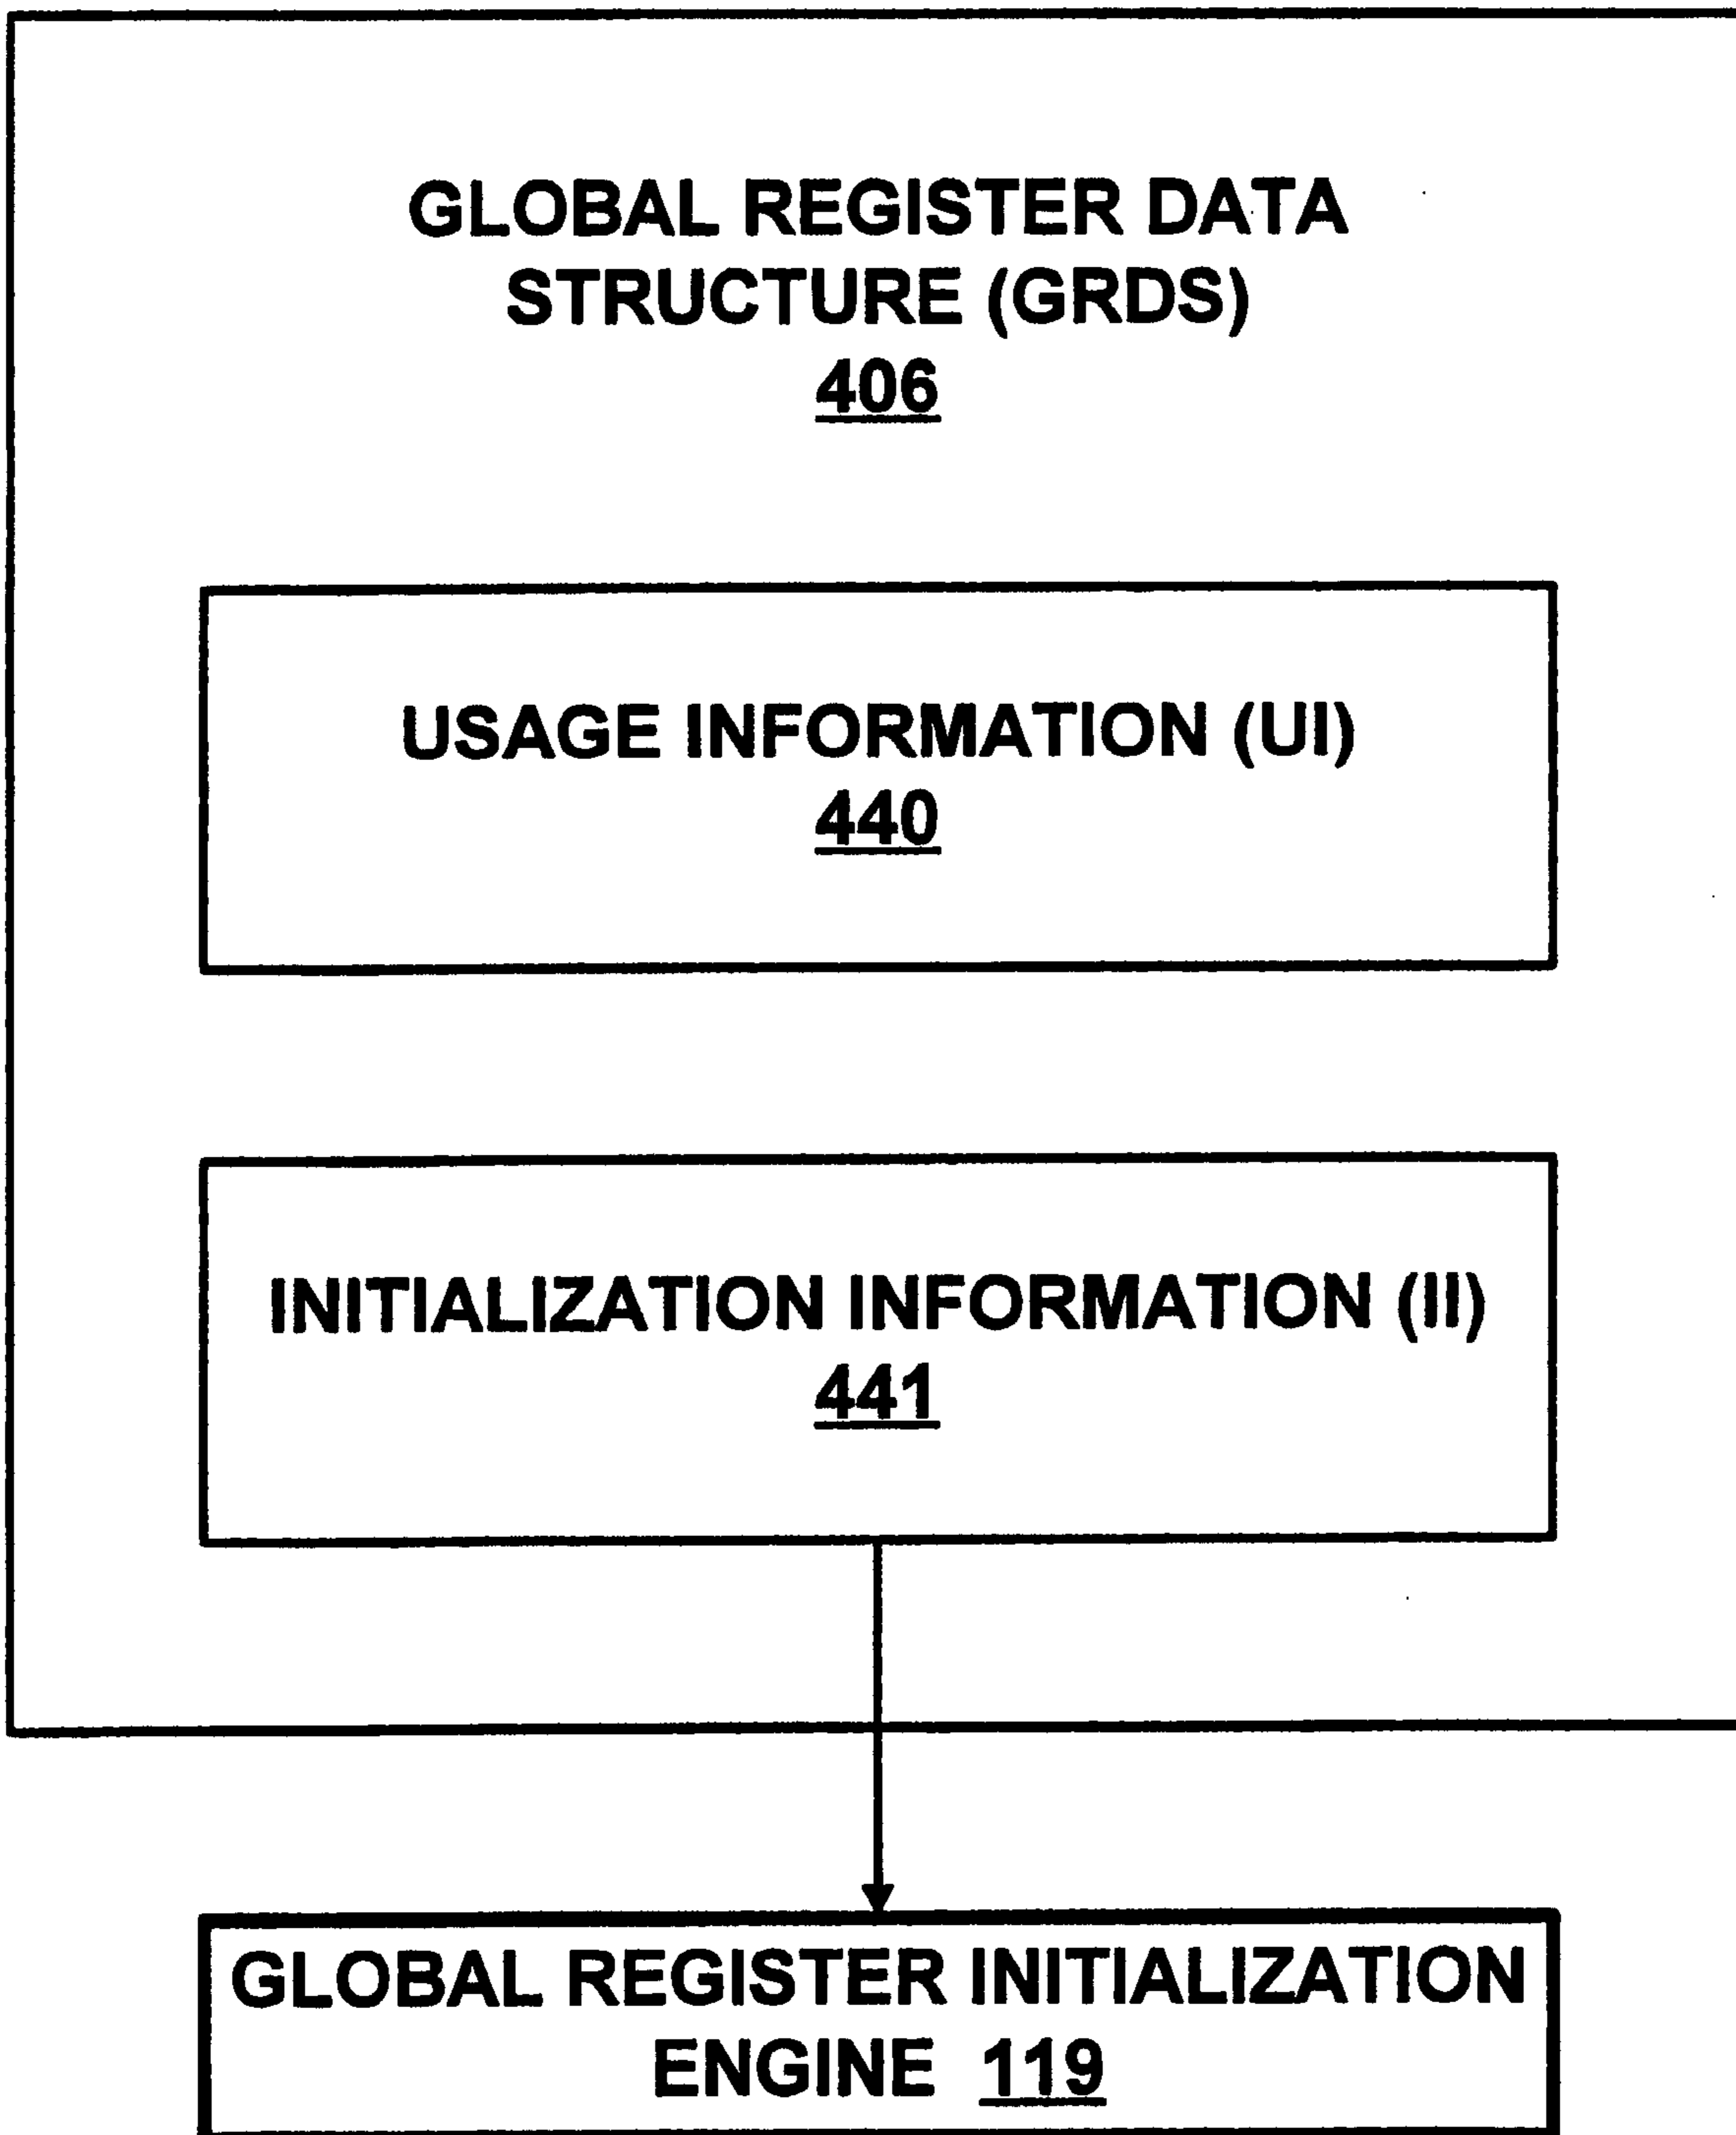 GLOBAL REGISTER DATA
STRUCTURE (GRDS)
406
USAGE INFORMATION (UI)
440
INITIALIZATION INFORMATION (II)
441
GLOBAL REGISTER INITIALIZATION
ENGINE 119